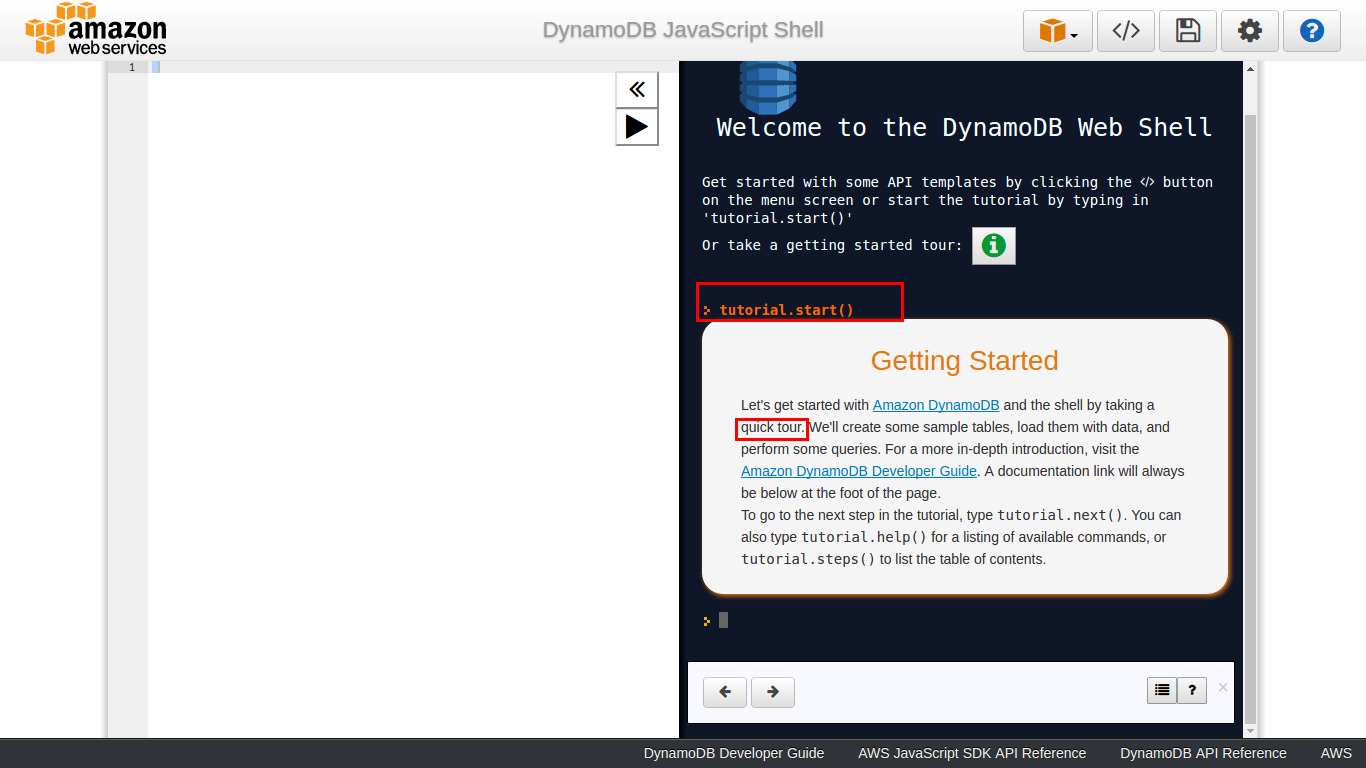 amazon
webservices
DynamoDB JavaScript Shell
</>
?
1
Welcome to the DynamoDB Web Shell
Get started with some API templates by clicking the </> button
on the menu screen or start the tutorial by typing in
'tutorial.start()'
Or take a getting started tour:
> tutorial.start()
Getting Started
Let's get started with Amazon DynamoDB and the shell by taking a
quick tour. We'll create some sample tables, load them with data, and
perform some queries. For a more in-depth introduction, visit the
Amazon DynamoDB Developer Guide. A documentation link will always
be below at the foot of the page.
To go to the next step in the tutorial, type tutorial.next(). You can
also type tutorial.help() for a listing of available commands, or
tutorial.steps() to list the table of contents.
>
?
×
DynamoDB Developer Guide AWS JavaScript SDK API Reference DynamoDB API Reference AWS